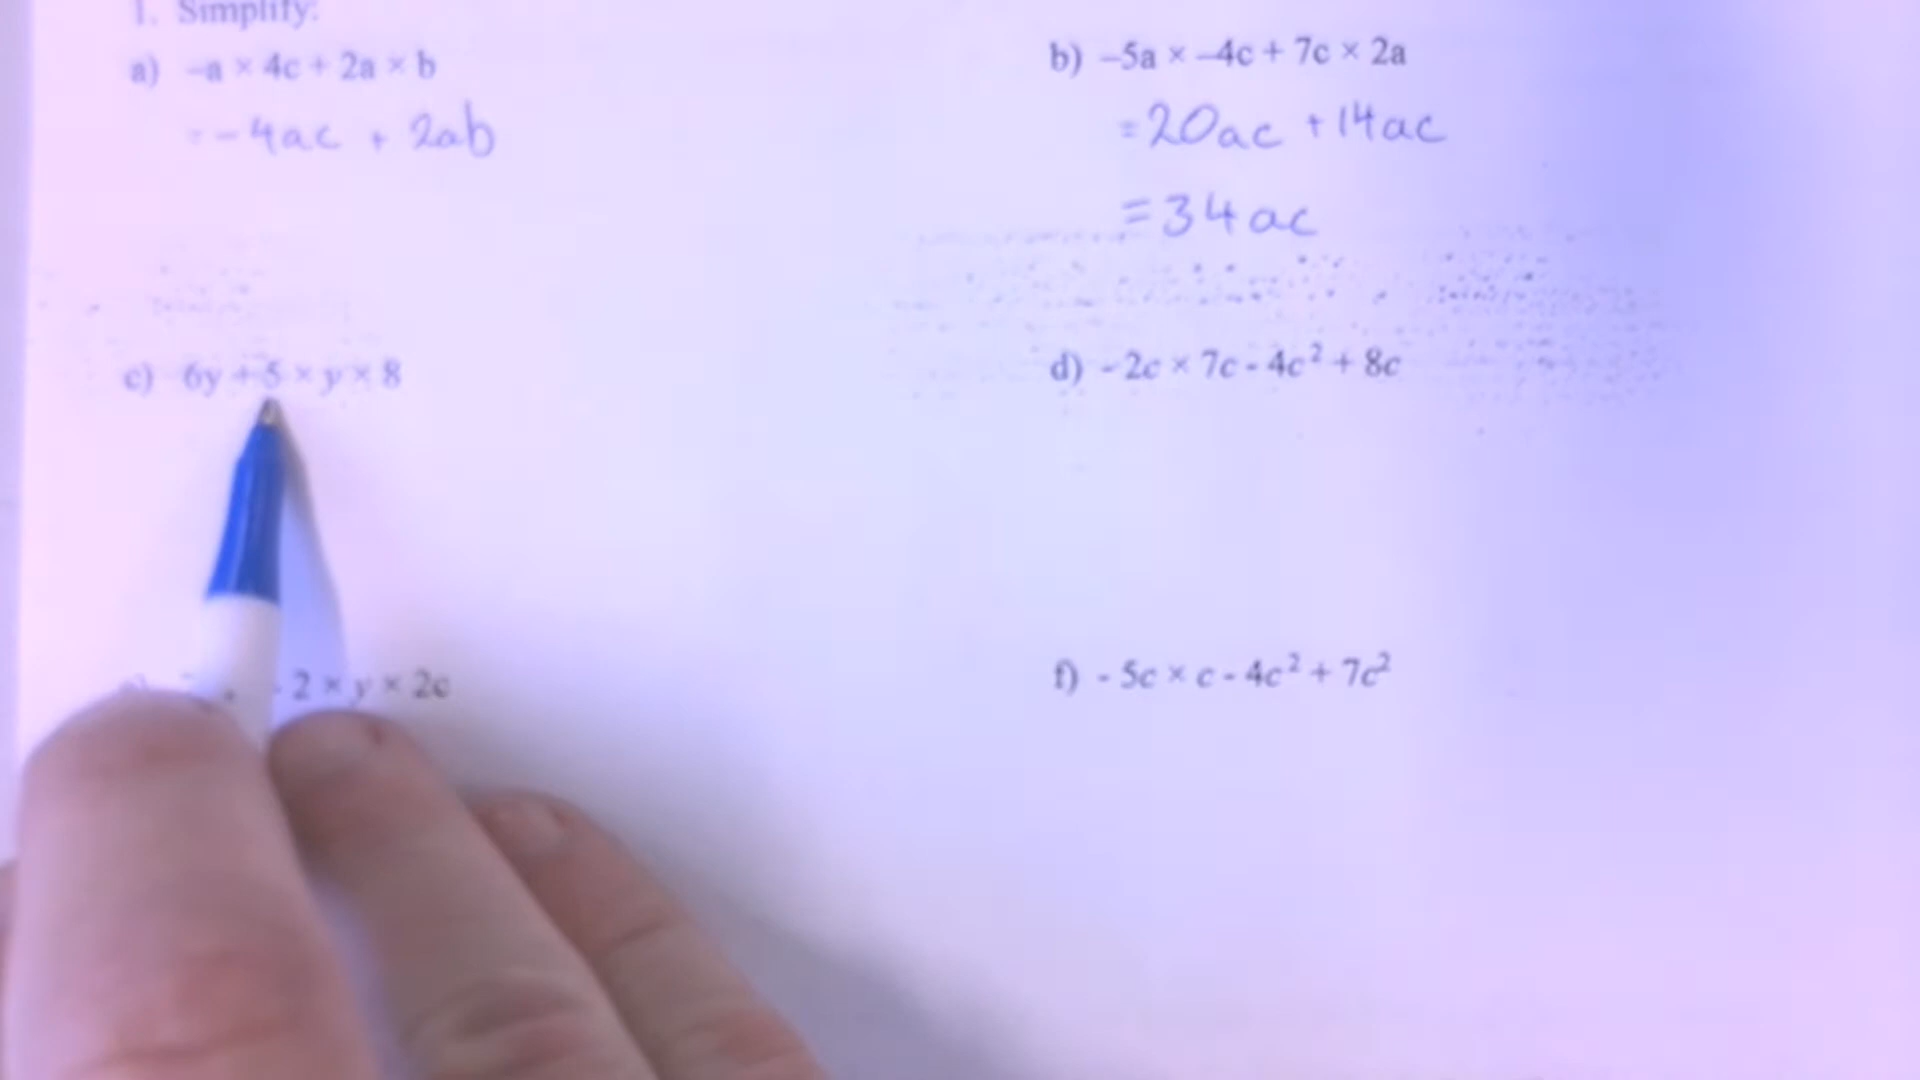 1. Simplify:
a) –a × 4c + 2a × b
= -4ac + 2ab
b) –5a × –4c + 7c × 2a
= 20ac + 14ac
= 34ac
c) 6y + 5 × y × 8
d) - 2c × 7c - 4c² + 8c
2 × y × 2c
f) - 5c × c - 4c² + 7c²